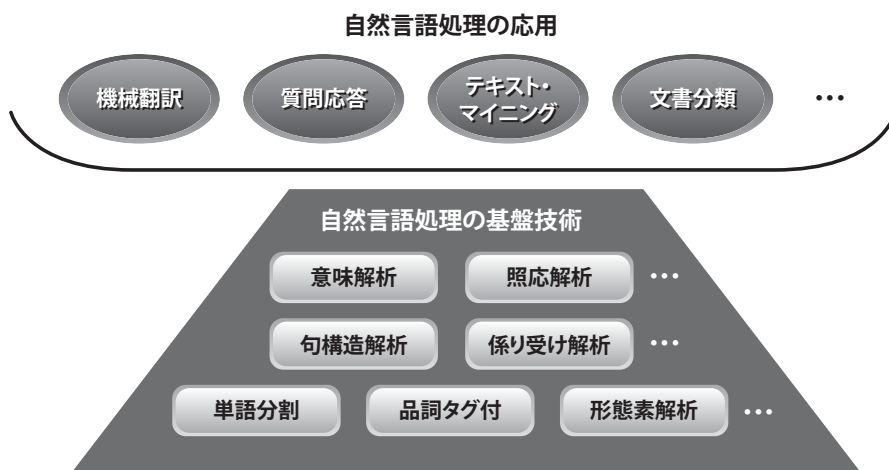 自然言語処理の応用
機械翻訳 質問応答 テキスト・マイニング 文書分類 …
自然言語処理の基盤技術
意味解析 照応解析 …
句構造解析 係り受け解析 …
単語分割 品詞タグ付 形態素解析 …